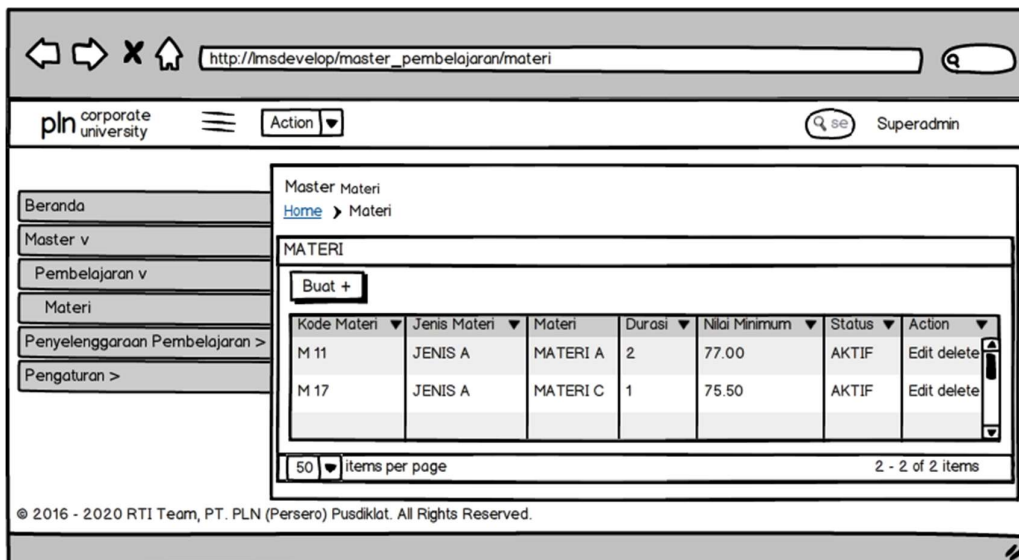 http://lmsdevelop/master_pembelajaran/materi
pln corporate university
Action
se
Superadmin
Beranda
Master v
Pembelajaran v
Materi
Penyelenggaraan Pembelajaran >
Pengaturan >
Master Materi
Home > Materi
MATERI
Buat +
Kode Materi Jenis Materi Materi Durasi Nilai Minimum Status Action
M 11 JENIS A MATERI A 2 77.00 AKTIF Edit delete
M 17 JENIS A MATERI C 1 75.50 AKTIF Edit delete
50 items per page 2 - 2 of 2 items
© 2016 - 2020 RTI Team, PT. PLN (Persero) Pusdiklat. All Rights Reserved.